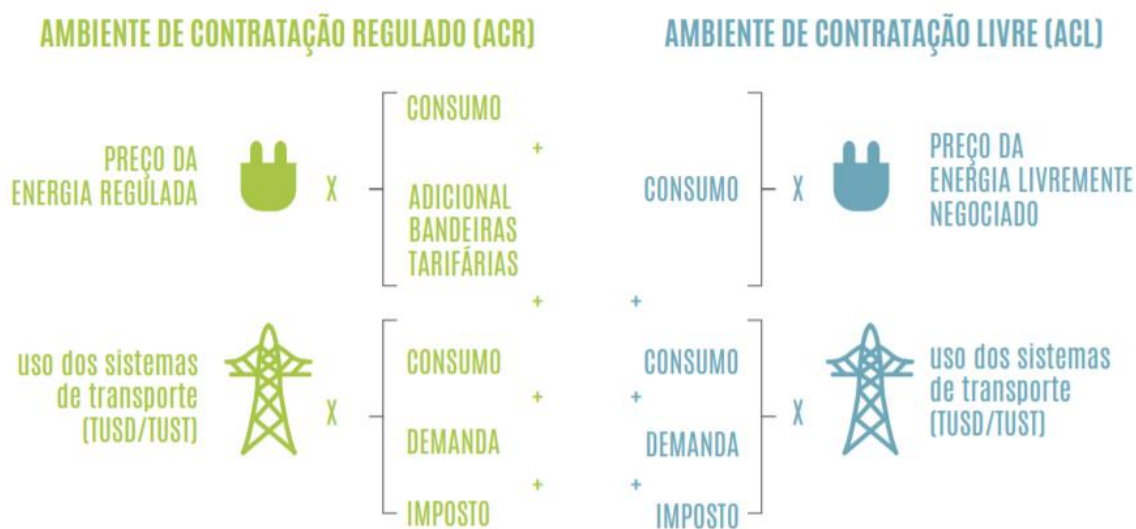 AMBIENTE DE CONTRATAÇÃO REGULADO (ACR)
PREÇO DA
ENERGIA REGULADA
X
CONSUMO
+
ADICIONAL
BANDEIRAS
TARIFÁRIAS
+
uso dos sistemas
de transporte
(TUSD/TUST)
X
CONSUMO
+
DEMANDA
+
IMPOSTO
AMBIENTE DE CONTRATAÇÃO LIVRE (ACL)
CONSUMO
X
PREÇO DA
ENERGIA LIVREMENTE
NEGOCIADO
+
CONSUMO
+
DEMANDA
+
IMPOSTO
X
uso dos sistemas
de transporte
(TUSD/TUST)